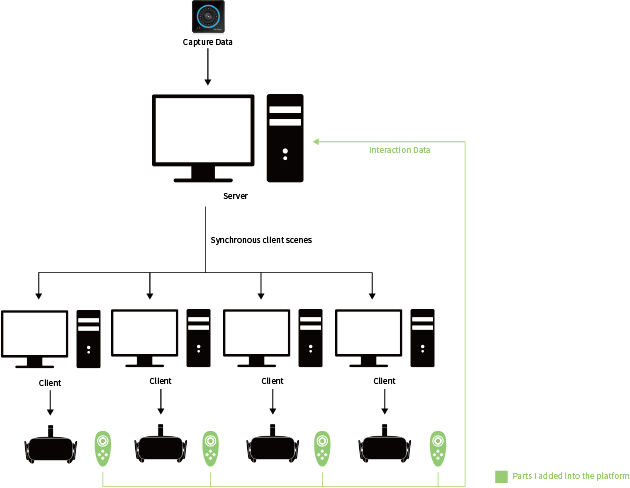 Capture Data
Interaction Data
Server
Synchronous client scenes
Client
Client
Client
Client
Parts I added into the platform